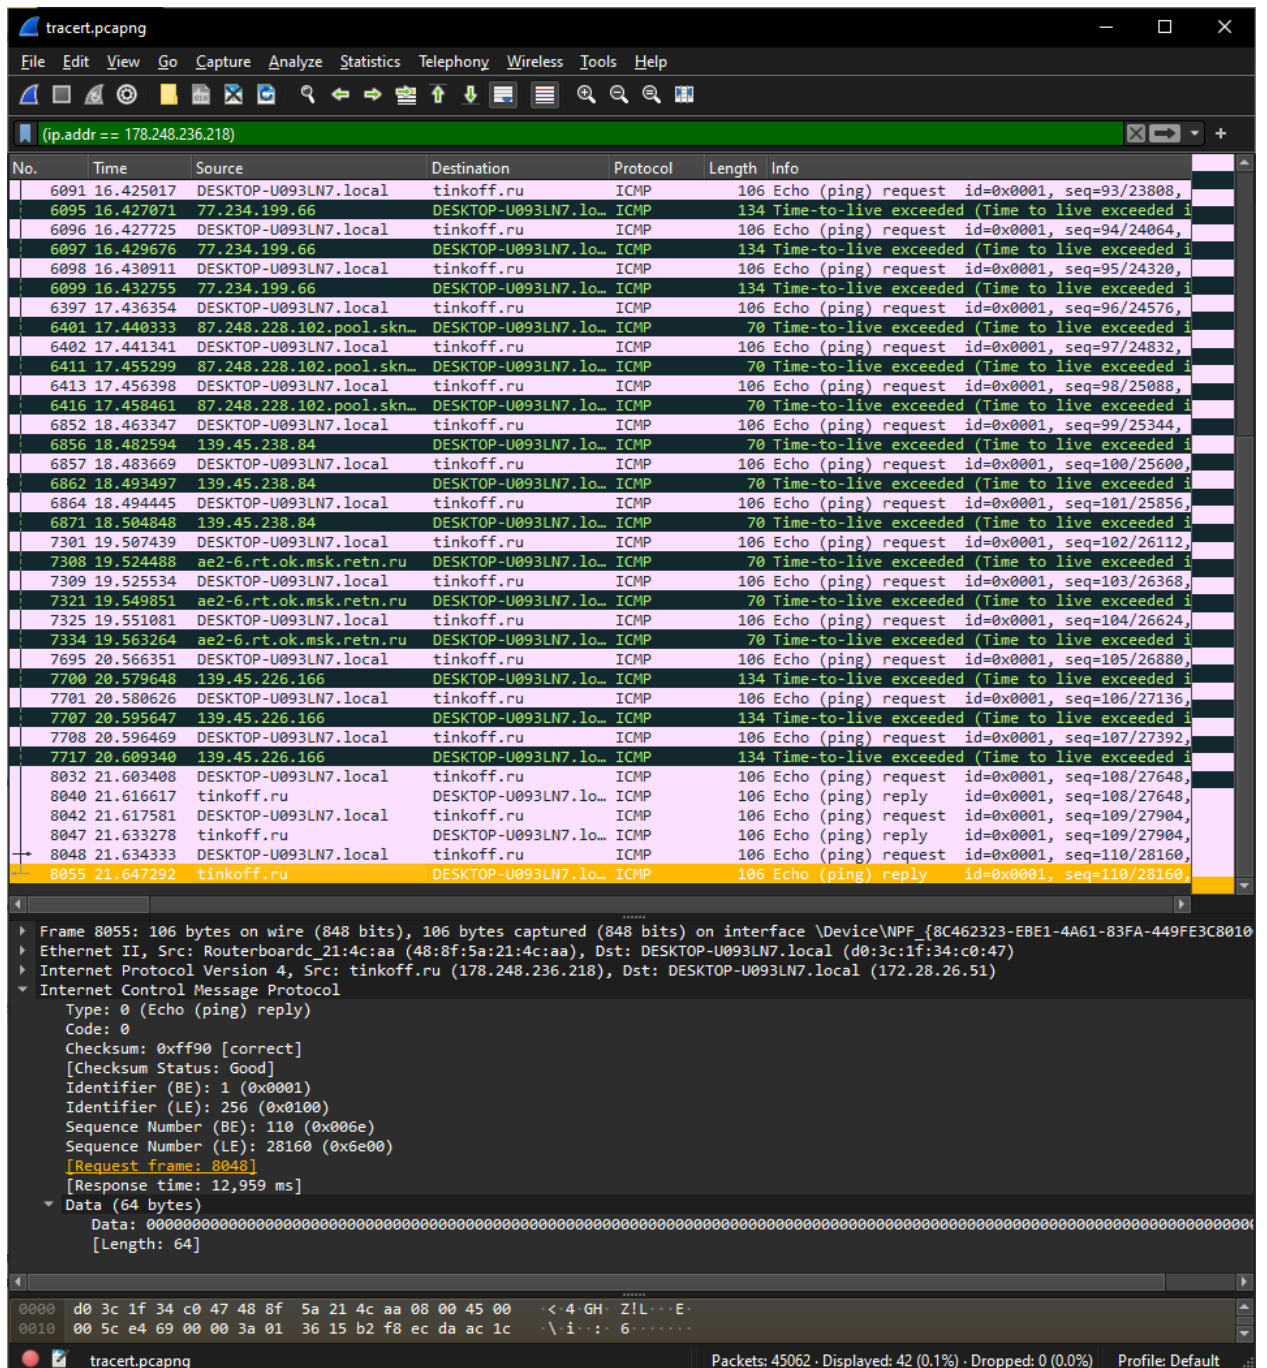 tracert.pcapng
File Edit View Go Capture Analyze Statistics Telephony Wireless Tools Help
(ip.addr == 178.248.236.218)
No. Time Source Destination Protocol Length Info
6091 16.425017 DESKTOP-U093LN7.local tinkoff.ru ICMP 106 Echo (ping) request id=0x0001, seq=93/23808,
6095 16.427071 77.234.199.66 DESKTOP-U093LN7.lo… ICMP 134 Time-to-live exceeded (Time to live exceeded i
6096 16.427725 DESKTOP-U093LN7.local tinkoff.ru ICMP 106 Echo (ping) request id=0x0001, seq=94/24064,
6097 16.429676 77.234.199.66 DESKTOP-U093LN7.lo… ICMP 134 Time-to-live exceeded (Time to live exceeded i
6098 16.430911 DESKTOP-U093LN7.local tinkoff.ru ICMP 106 Echo (ping) request id=0x0001, seq=95/24320,
6099 16.432755 77.234.199.66 DESKTOP-U093LN7.lo… ICMP 134 Time-to-live exceeded (Time to live exceeded i
6397 17.436354 DESKTOP-U093LN7.local tinkoff.ru ICMP 106 Echo (ping) request id=0x0001, seq=96/24576,
6401 17.440333 87.248.228.102.pool.skn… DESKTOP-U093LN7.lo… ICMP 70 Time-to-live exceeded (Time to live exceeded i
6402 17.441341 DESKTOP-U093LN7.local tinkoff.ru ICMP 106 Echo (ping) request id=0x0001, seq=97/24832,
6411 17.455299 87.248.228.102.pool.skn… DESKTOP-U093LN7.lo… ICMP 70 Time-to-live exceeded (Time to live exceeded i
6413 17.456398 DESKTOP-U093LN7.local tinkoff.ru ICMP 106 Echo (ping) request id=0x0001, seq=98/25088,
6416 17.458461 87.248.228.102.pool.skn… DESKTOP-U093LN7.lo… ICMP 70 Time-to-live exceeded (Time to live exceeded i
6852 18.463347 DESKTOP-U093LN7.local tinkoff.ru ICMP 106 Echo (ping) request id=0x0001, seq=99/25344,
6856 18.482594 139.45.238.84 DESKTOP-U093LN7.lo… ICMP 70 Time-to-live exceeded (Time to live exceeded i
6857 18.483669 DESKTOP-U093LN7.local tinkoff.ru ICMP 106 Echo (ping) request id=0x0001, seq=100/25600,
6862 18.493497 139.45.238.84 DESKTOP-U093LN7.lo… ICMP 70 Time-to-live exceeded (Time to live exceeded i
6864 18.494445 DESKTOP-U093LN7.local tinkoff.ru ICMP 106 Echo (ping) request id=0x0001, seq=101/25856,
6871 18.504848 139.45.238.84 DESKTOP-U093LN7.lo… ICMP 70 Time-to-live exceeded (Time to live exceeded i
7301 19.507439 DESKTOP-U093LN7.local tinkoff.ru ICMP 106 Echo (ping) request id=0x0001, seq=102/26112,
7308 19.524488 ae2-6.rt.ok.msk.retn.ru DESKTOP-U093LN7.lo… ICMP 70 Time-to-live exceeded (Time to live exceeded i
7309 19.525534 DESKTOP-U093LN7.local tinkoff.ru ICMP 106 Echo (ping) request id=0x0001, seq=103/26368,
7321 19.549851 ae2-6.rt.ok.msk.retn.ru DESKTOP-U093LN7.lo… ICMP 70 Time-to-live exceeded (Time to live exceeded i
7325 19.551081 DESKTOP-U093LN7.local tinkoff.ru ICMP 106 Echo (ping) request id=0x0001, seq=104/26624,
7334 19.563264 ae2-6.rt.ok.msk.retn.ru DESKTOP-U093LN7.lo… ICMP 70 Time-to-live exceeded (Time to live exceeded i
7695 20.566351 DESKTOP-U093LN7.local tinkoff.ru ICMP 106 Echo (ping) request id=0x0001, seq=105/26880,
7700 20.579648 139.45.226.166 DESKTOP-U093LN7.lo… ICMP 134 Time-to-live exceeded (Time to live exceeded i
7701 20.580626 DESKTOP-U093LN7.local tinkoff.ru ICMP 106 Echo (ping) request id=0x0001, seq=106/27136,
7707 20.595647 139.45.226.166 DESKTOP-U093LN7.lo… ICMP 134 Time-to-live exceeded (Time to live exceeded i
7708 20.596469 DESKTOP-U093LN7.local tinkoff.ru ICMP 106 Echo (ping) request id=0x0001, seq=107/27392,
7717 20.609340 139.45.226.166 DESKTOP-U093LN7.lo… ICMP 134 Time-to-live exceeded (Time to live exceeded i
8032 21.603408 DESKTOP-U093LN7.local tinkoff.ru ICMP 106 Echo (ping) request id=0x0001, seq=108/27648,
8040 21.616617 tinkoff.ru DESKTOP-U093LN7.lo… ICMP 106 Echo (ping) reply id=0x0001, seq=108/27648,
8042 21.617581 DESKTOP-U093LN7.local tinkoff.ru ICMP 106 Echo (ping) request id=0x0001, seq=109/27904,
8047 21.633278 tinkoff.ru DESKTOP-U093LN7.lo… ICMP 106 Echo (ping) reply id=0x0001, seq=109/27904,
8048 21.634333 DESKTOP-U093LN7.local tinkoff.ru ICMP 106 Echo (ping) request id=0x0001, seq=110/28160,
8055 21.647292 tinkoff.ru DESKTOP-U093LN7.lo… ICMP 106 Echo (ping) reply id=0x0001, seq=110/28160,
Frame 8055: 106 bytes on wire (848 bits), 106 bytes captured (848 bits) on interface \Device\NPF_{8C462323-EBE1-4A61-83FA-449FE3C8010
Ethernet II, Src: Routerboardc_21:4c:aa (48:8f:5a:21:4c:aa), Dst: DESKTOP-U093LN7.local (d0:3c:1f:34:c0:47)
Internet Protocol Version 4, Src: tinkoff.ru (178.248.236.218), Dst: DESKTOP-U093LN7.local (172.28.26.51)
Internet Control Message Protocol
Type: 0 (Echo (ping) reply)
Code: 0
Checksum: 0xff90 [correct]
[Checksum Status: Good]
Identifier (BE): 1 (0x0001)
Identifier (LE): 256 (0x0100)
Sequence Number (BE): 110 (0x006e)
Sequence Number (LE): 28160 (0x6e00)
[Request frame: 8048]
[Response time: 12,959 ms]
Data (64 bytes)
Data: 000000000000000000000000000000000000000000000000000000000000000000000000000000000000000000000000000000000000000
[Length: 64]
0000 d0 3c 1f 34 c0 47 48 8f 5a 21 4c aa 08 00 45 00 ·<·4·GH· Z!L···E·
0010 00 5c e4 69 00 00 3a 01 36 15 b2 f8 ec da ac 1c ·\·i··:· 6·······
tracert.pcapng Packets: 45062 · Displayed: 42 (0.1%) · Dropped: 0 (0.0%) Profile: Default